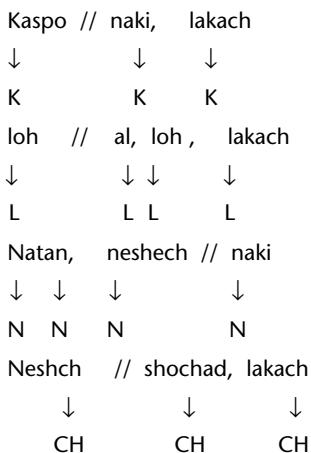 Kaspo // naki, lakach
↓ ↓ ↓
K K K
loh // al, loh , lakach
↓ ↓ ↓ ↓
L L L L
Natan, neshech // naki
↓ ↓ ↓ ↓
N N N N
Neshch // shochad, lakach
↓ ↓ ↓
CH CH CH